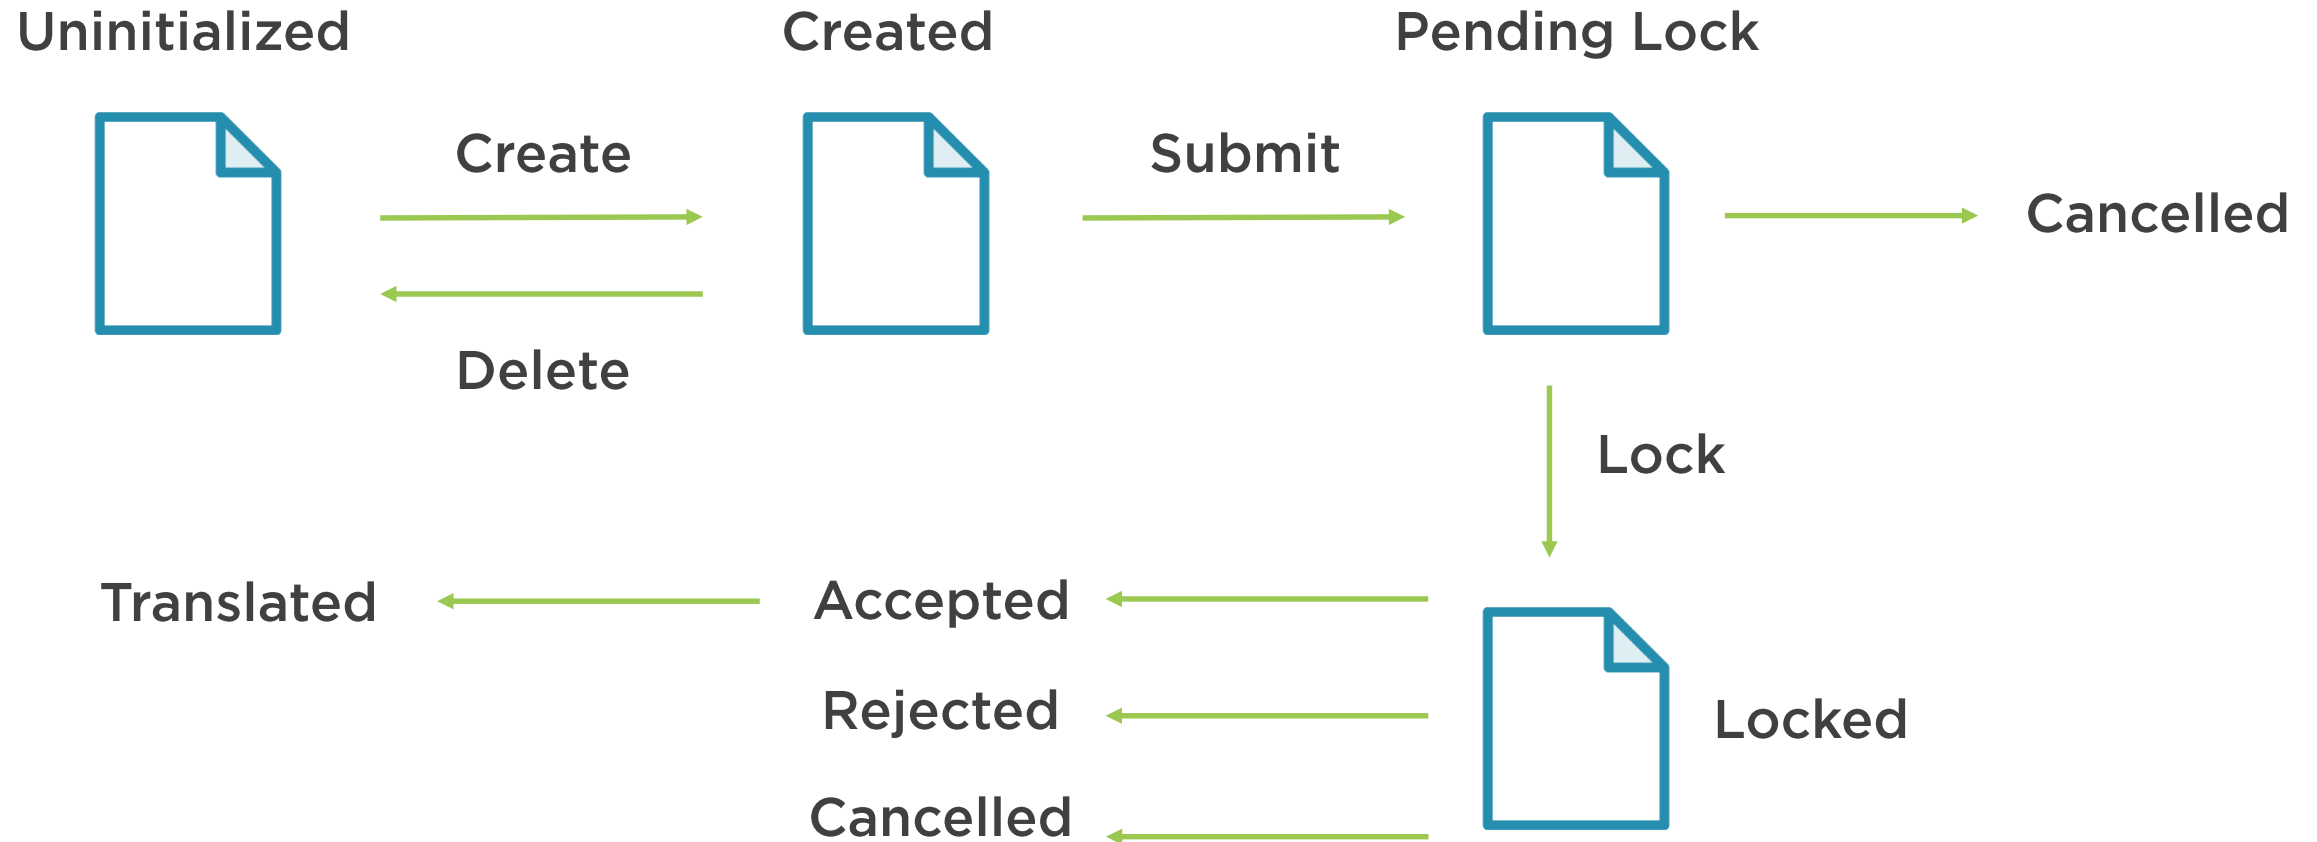 Uninitialized
Created
Pending Lock
Create
Submit
Cancelled
Delete
Lock
Translated
Accepted
Rejected
Locked
Cancelled